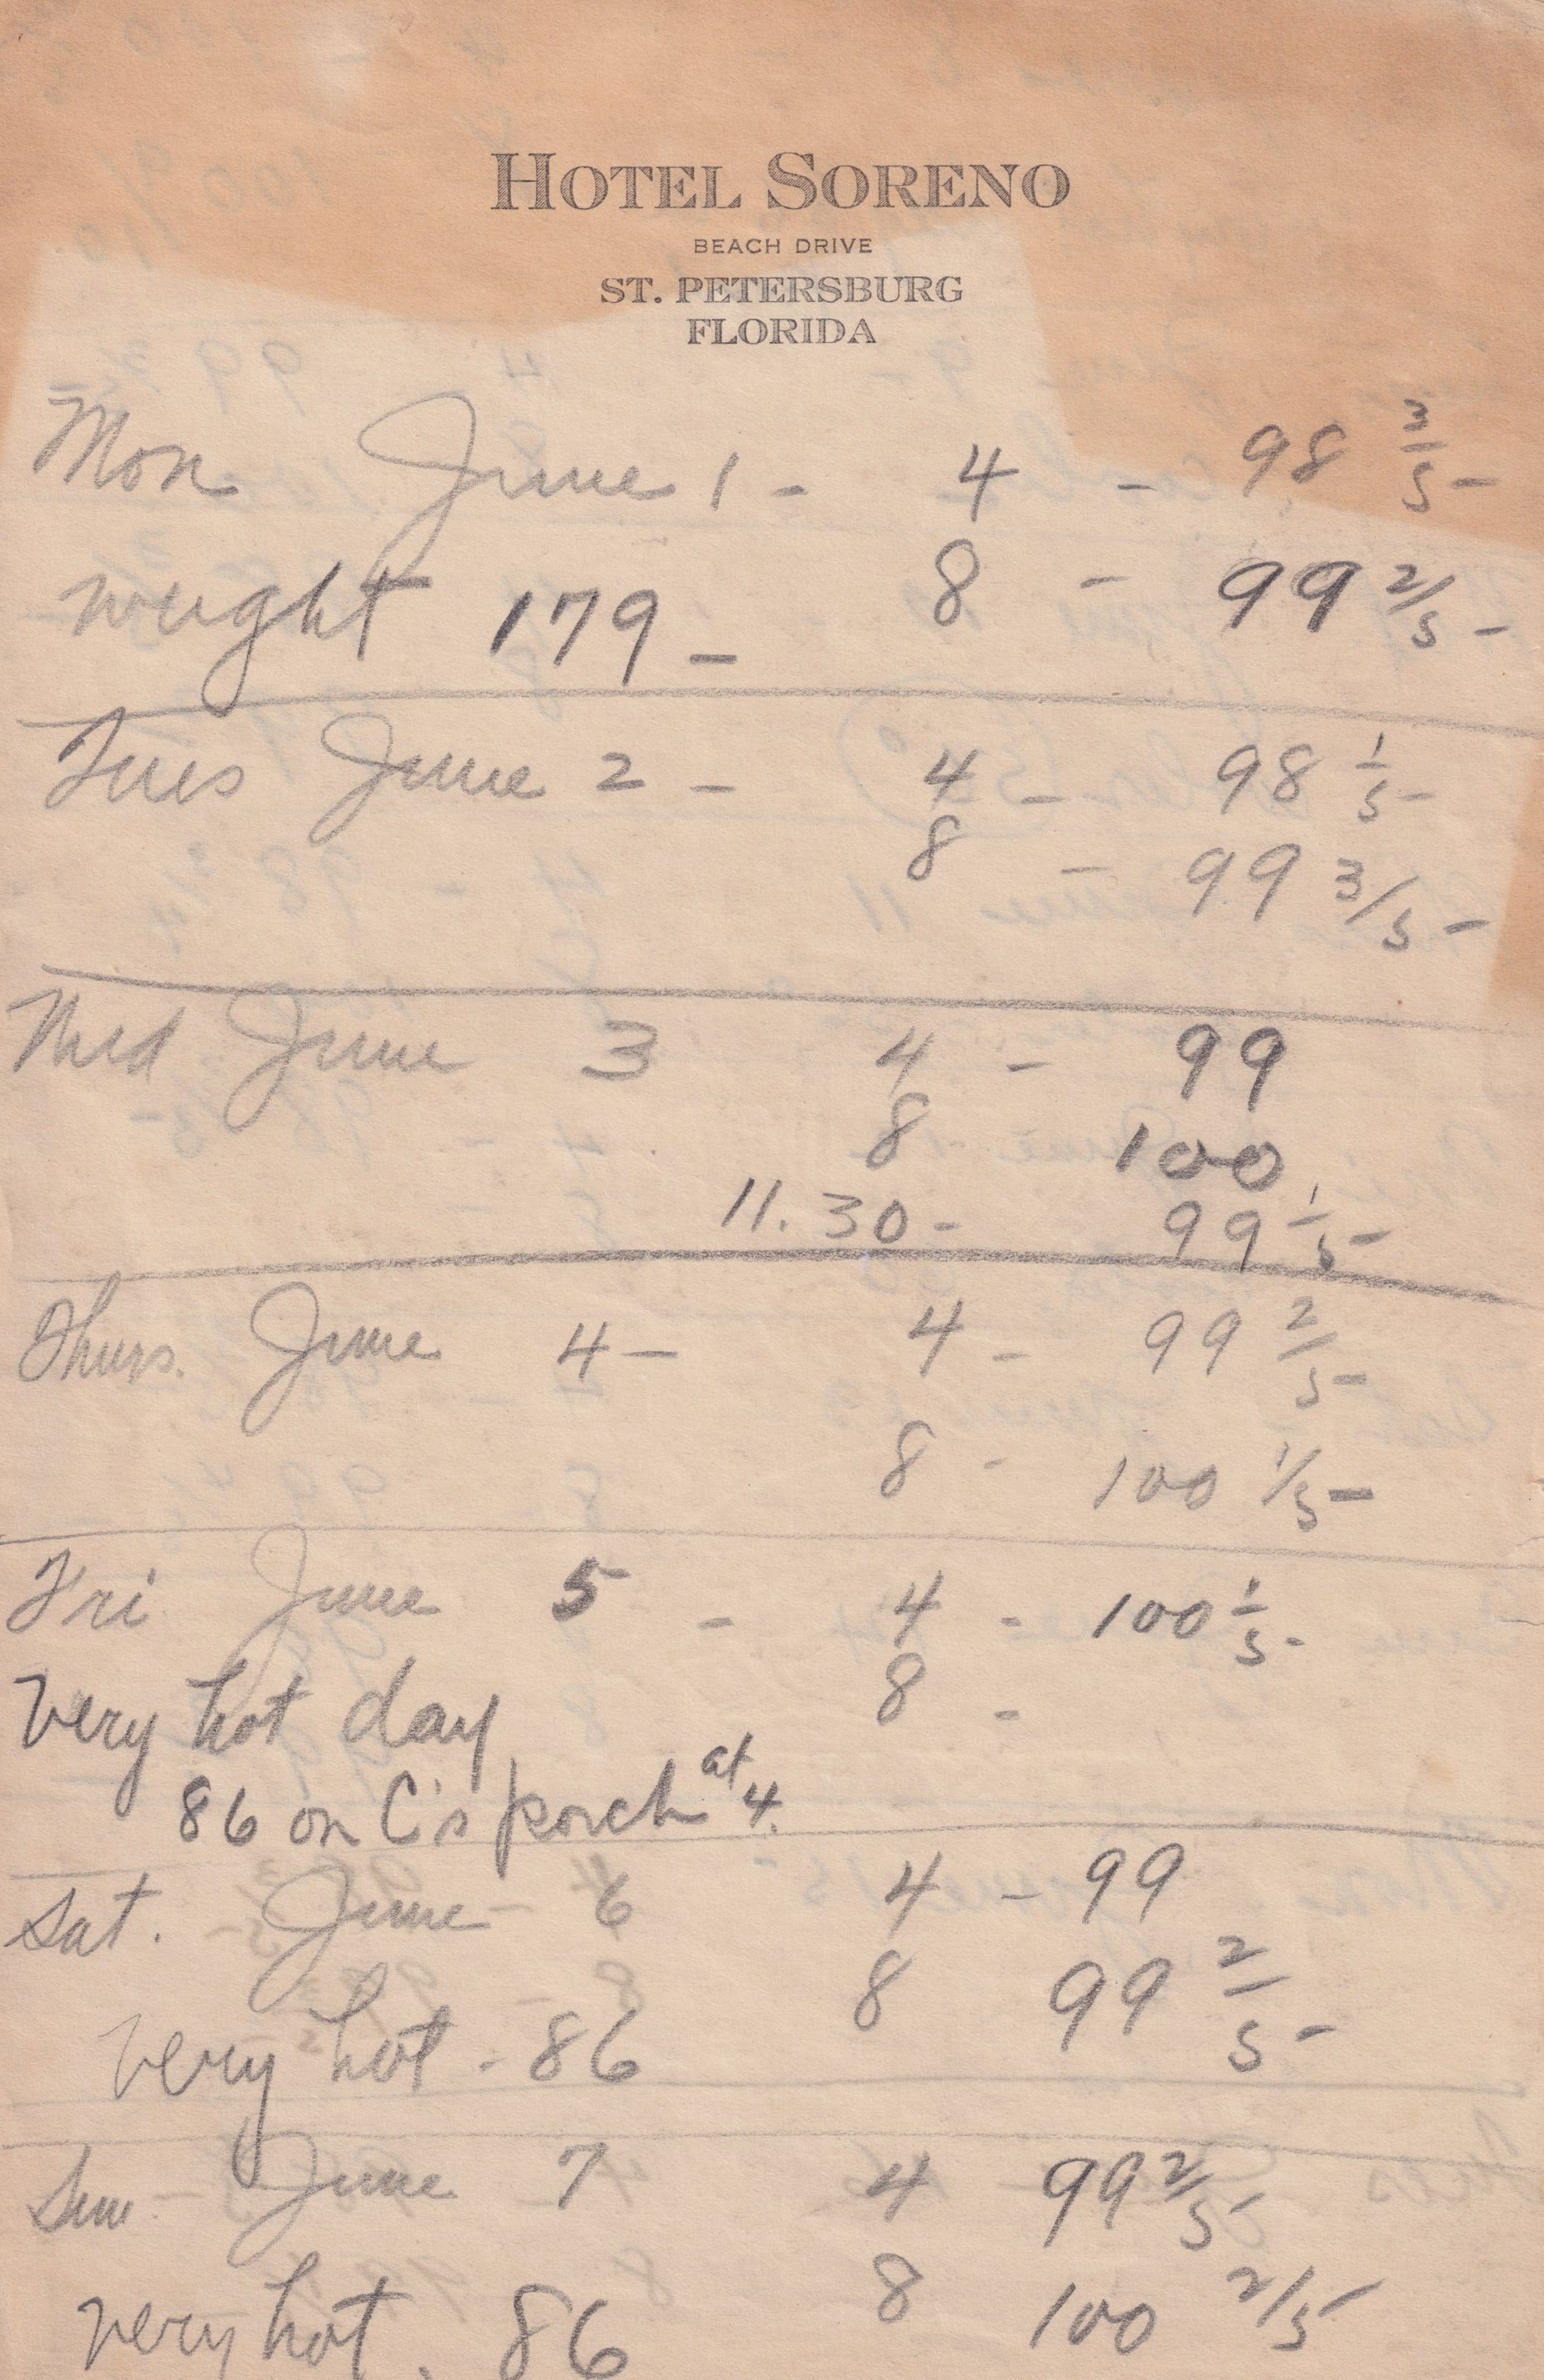 HOTEL SORENO
BEACH DRIVE
ST. PETERSBURG
FLORIDA
Mon June 1 - 4 - 98 3/5 -
weight 179 - 8 - 99 2/5 -
Tues June 2 - 4 - 98 1/5 -
8 - 99 3/5 -
Wed June 3 4 - 99
8 100
11.30 - 99 1/5 -
Thurs. June 4 - 4 - 99 2/5 -
8 - 100 1/5 -
Fri June 5 - 4 - 100 1/5 -
very hot day 8 -
86 on C's porch at 4.
Sat. June - 6 4 - 99
8 99 2/5 -
very hot - 86
Sun. June 7 4 99 2/5
8 100 2/5
very hot. 86